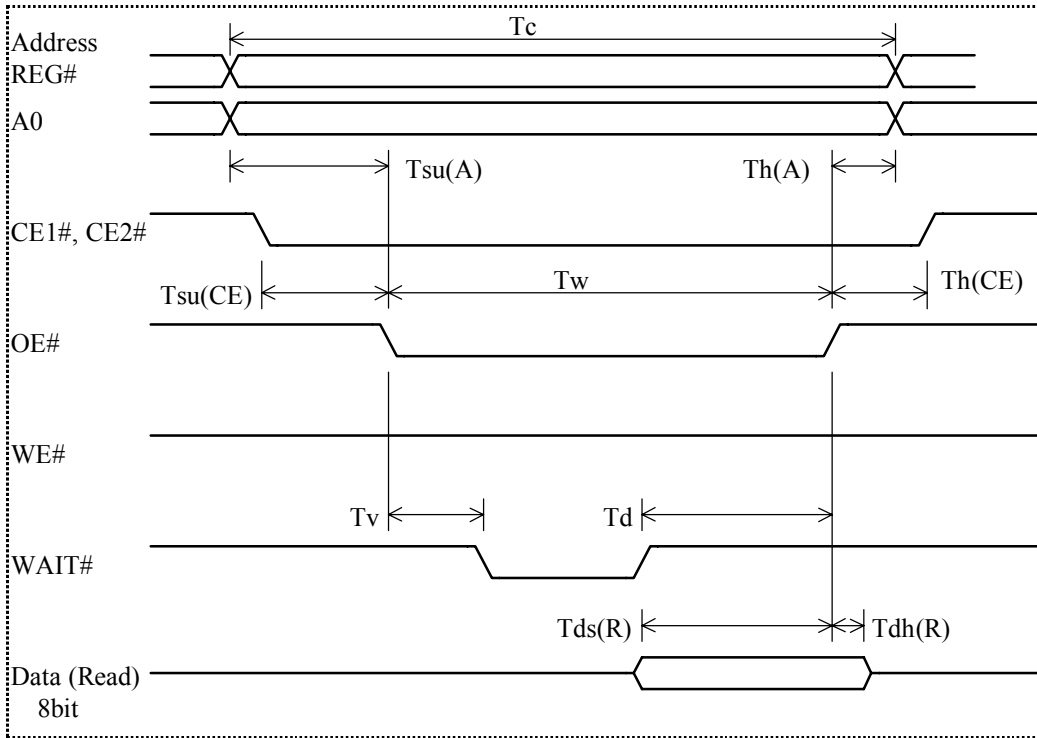 Tc
Address
REG#
A0
Tsu(A)
Th(A)
CE1#, CE2#
Tsu(CE)
Tw
Th(CE)
OE#
WE#
Tv
Td
WAIT#
Tds(R)
Tdh(R)
Data (Read)
8bit